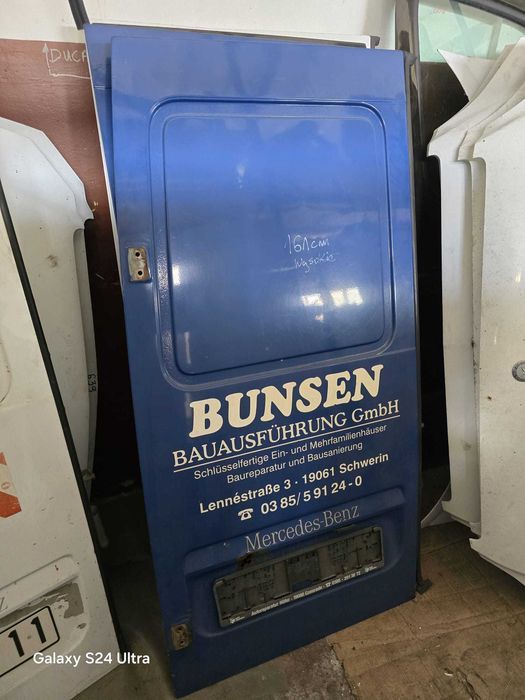 161cm
BUNSEN
BAUAUSFÜHRUNG GmbH
Schlüsselfertige Ein- und Mehrfamilienhäuser
Baureparatur und Bausanierung
Lennéstraße 3 · 19061 Schwerin
☎ 03 85/5 91 24-0
Mercedes-Benz
11
Galaxy S24 Ultra